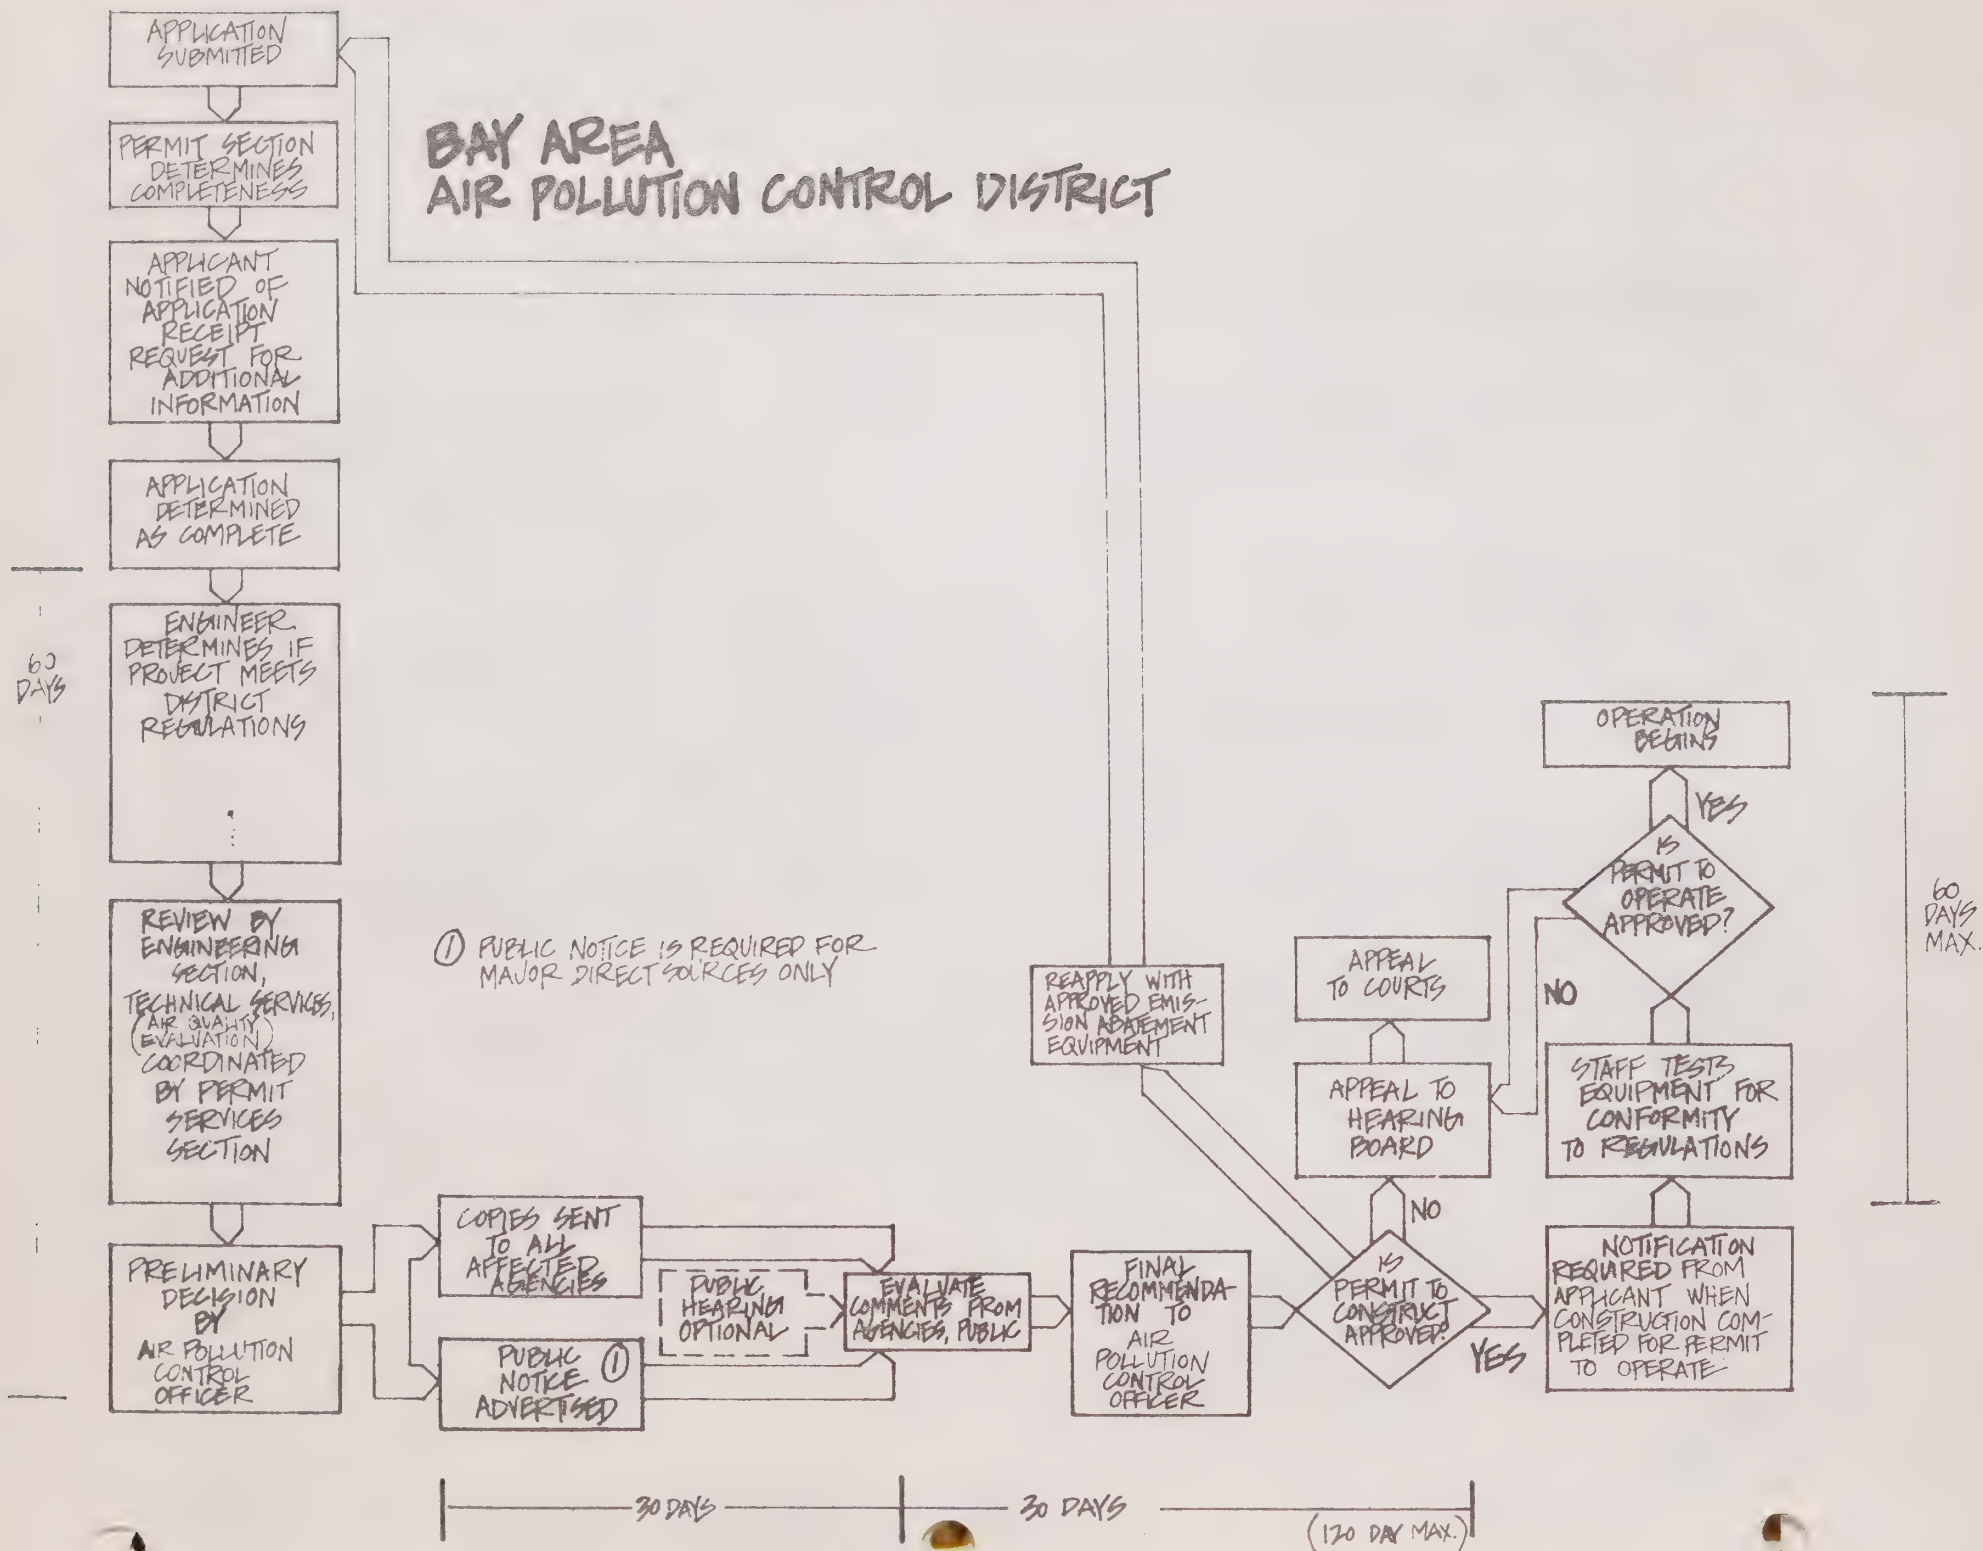 APPLICATION
SUBMITTED
PERMIT SECTION
DETERMINES
COMPLETENESS
BAY AREA
AIR POLLUTION CONTROL DISTRICT
APPLICANT
NOTIFIED OF
APPLICATION
RECEIPT
REQUEST FOR
ADDITIONAL
INFORMATION
APPLICATION
DETERMINED
AS COMPLETE
60
DAYS
ENGINEER
DETERMINES IF
PROJECT MEETS
DISTRICT
REGULATIONS
REVIEW BY
ENGINEERING
SECTION,
TECHNICAL SERVICES,
(AIR QUALITY
EVALUATION)
COORDINATED
BY PERMIT
SERVICES
SECTION
PRELIMINARY
DECISION
BY
AIR POLLUTION
CONTROL
OFFICER
① PUBLIC NOTICE IS REQUIRED FOR
MAJOR DIRECT SOURCES ONLY
COPIES SENT
TO ALL
AFFECTED
AGENCIES
PUBLIC
HEARING
OPTIONAL
PUBLIC
NOTICE ①
ADVERTISED
EVALUATE
COMMENTS FROM
AGENCIES, PUBLIC
FINAL
RECOMMENDA-
TION TO
AIR
POLLUTION
CONTROL
OFFICER
IS
PERMIT TO
CONSTRUCT
APPROVED?
REAPPLY WITH
APPROVED EMIS-
SION ABATEMENT
EQUIPMENT
NO
APPEAL TO
HEARING
BOARD
APPEAL
TO COURTS
YES
NOTIFICATION
REQUIRED FROM
APPLICANT WHEN
CONSTRUCTION COM-
PLETED FOR PERMIT
TO OPERATE
STAFF TESTS
EQUIPMENT FOR
CONFORMITY
TO REGULATIONS
IS
PERMIT TO
OPERATE
APPROVED?
NO
YES
OPERATION
BEGINS
60
DAYS
MAX.
30 DAYS
30 DAYS
(120 DAY MAX.)